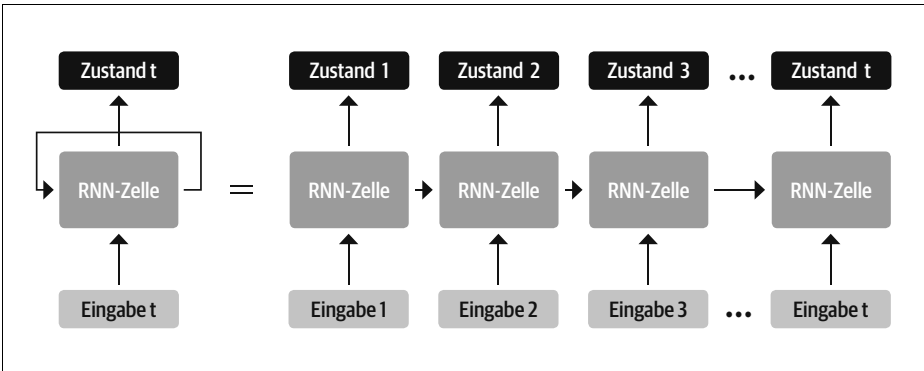 Zustand t Zustand 1 Zustand 2 Zustand 3 ... Zustand t
RNN-Zelle = RNN-Zelle RNN-Zelle RNN-Zelle RNN-Zelle
Eingabe t Eingabe 1 Eingabe 2 Eingabe 3 ... Eingabe t